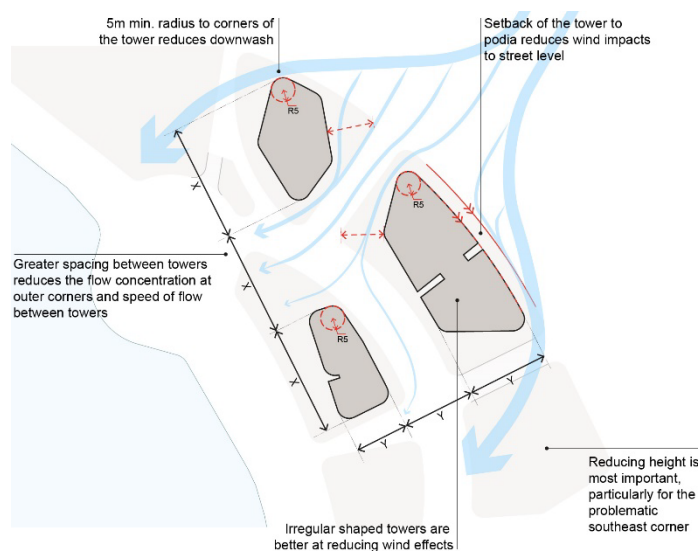 5m min. radius to corners of
the tower reduces downwash
Setback of the tower to
podia reduces wind impacts
to street level
R5
X
R5
Greater spacing between towers
reduces the flow concentration at
outer corners and speed of flow
between towers
X
R5
X
Y
Y
Y
Reducing height is
most important,
particularly for the
problematic
southeast corner
Irregular shaped towers are
better at reducing wind effects